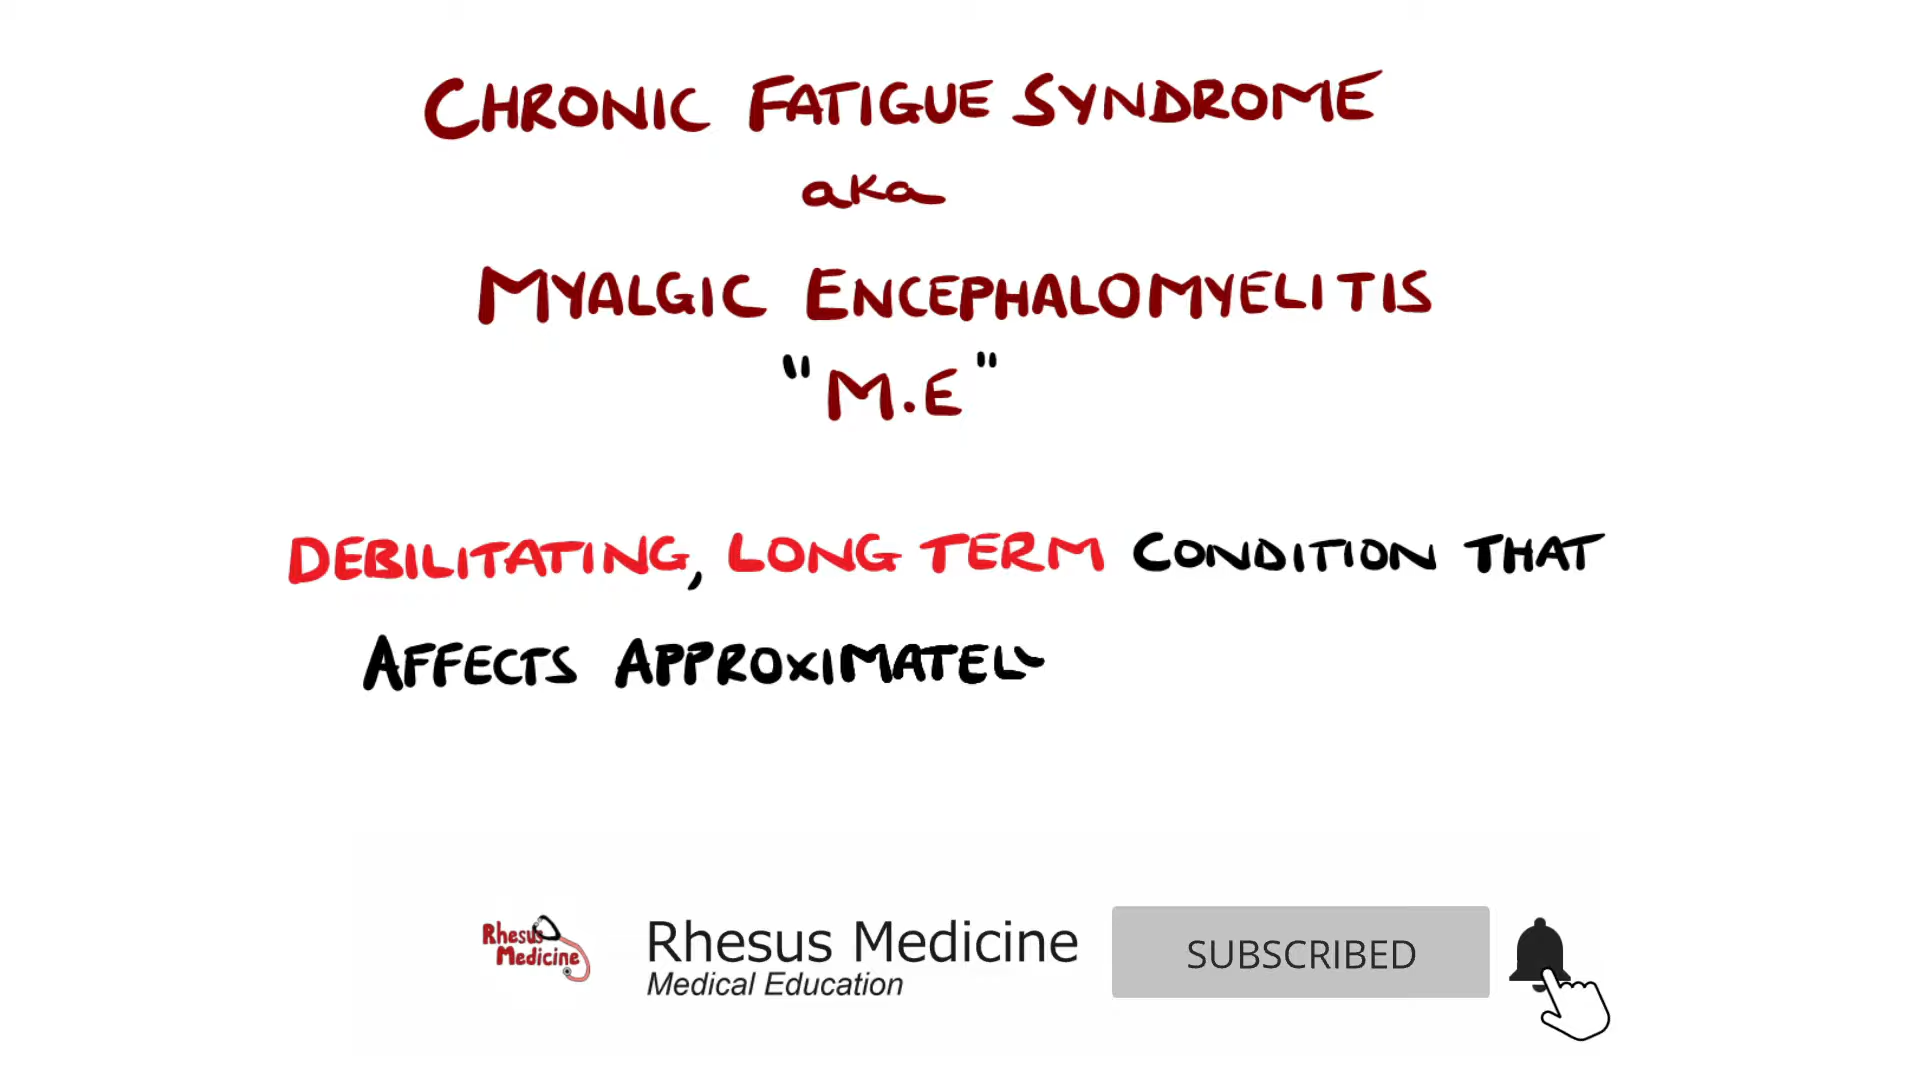 CHRONIC FATIGUE SYNDROME
aka
MYALGIC ENCEPHALOMYELITIS
"M.E"
DEBILITATING, LONG TERM CONDITION THAT
AFFECTS APPROXIMATEL
Rhesus
Medicine
Rhesus Medicine
Medical Education
SUBSCRIBED